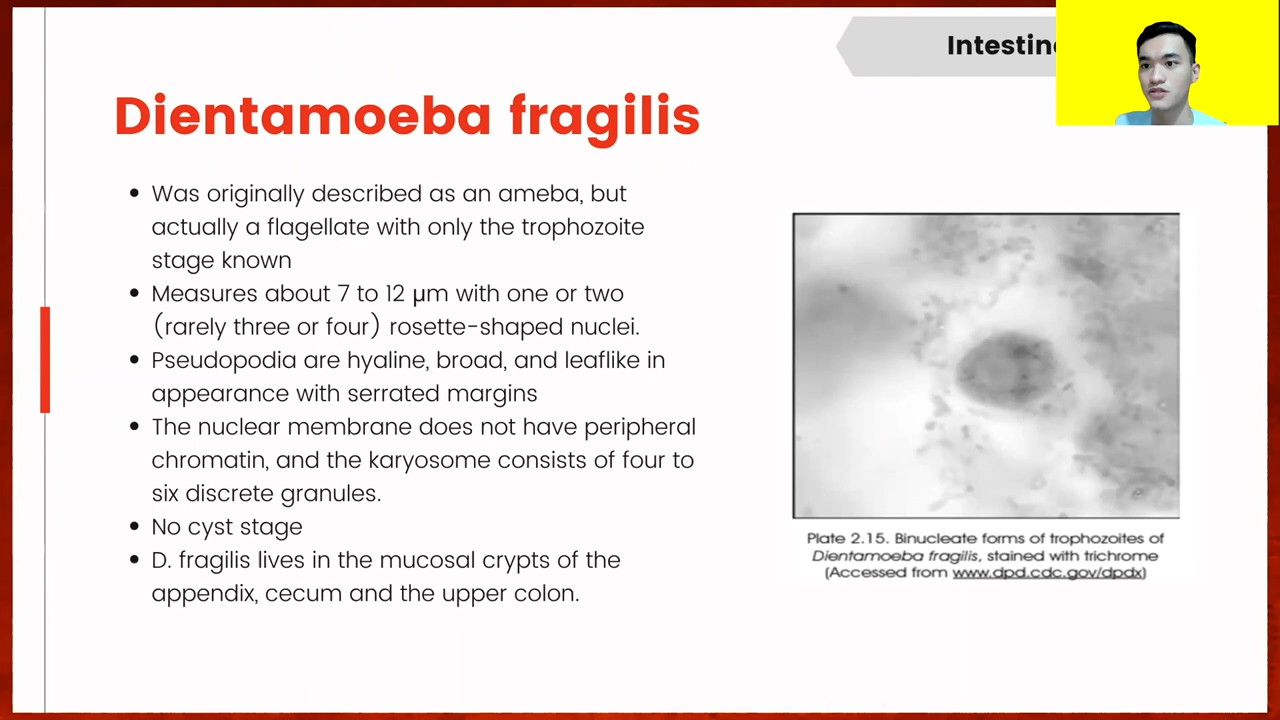 Dientamoeba fragilis
• Was originally described as an ameba, but
actually a flagellate with only the trophozoite
stage known
• Measures about 7 to 12 µm with one or two
(rarely three or four) rosette-shaped nuclei.
• Pseudopodia are hyaline, broad, and leaflike in
appearance with serrated margins
• The nuclear membrane does not have peripheral
chromatin, and the karyosome consists of four to
six discrete granules.
• No cyst stage
• D. fragilis lives in the mucosal crypts of the
appendix, cecum and the upper colon.
Plate 2.15. Binucleate forms of trophozoites of
Dientamoeba fragilis, stained with trichrome
(Accessed from www.dpd.cdc.gov/dpdx)